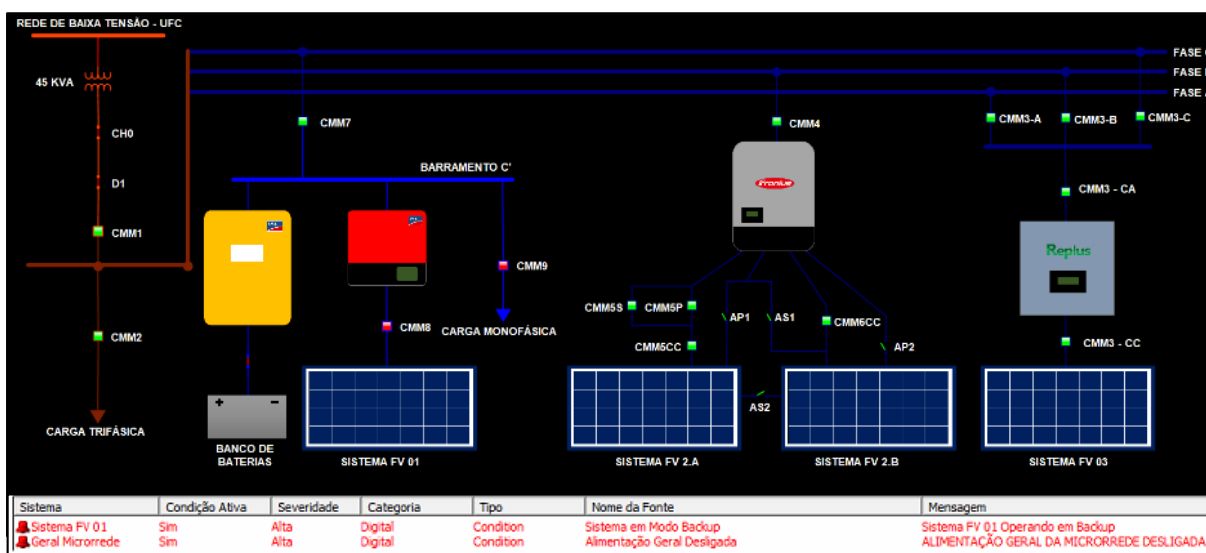 REDE DE BAIXA TENSÃO - UFC
FASE
FASE
FASE
45 KVA
CMM7
CMM4
CMM3-A
CMM3-B
CMM3-C
CH0
BARRAMENTO C'
D1
Fronius
CMM3 - CA
CMM1
Replus
CMM9
CMM5S
CMM5P
AP1
AS1
CMM6CC
CMM8
CARGA MONOFÁSICA
CMM2
CMM5CC
AP2
CMM3 - CC
+ -
AS2
CARGA TRIFÁSICA
BANCO DE
BATERIAS
SISTEMA FV 01
SISTEMA FV 2.A
SISTEMA FV 2.B
SISTEMA FV 03
Sistema Condição Ativa Severidade Categoria Tipo Nome da Fonte Mensagem
Sistema FV 01 Sim Alta Digital Condition Sistema em Modo Backup Sistema FV 01 Operando em Backup
Geral Microrrede Sim Alta Digital Condition Alimentação Geral Desligada ALIMENTAÇÃO GERAL DA MICRORREDE DESLIGADA